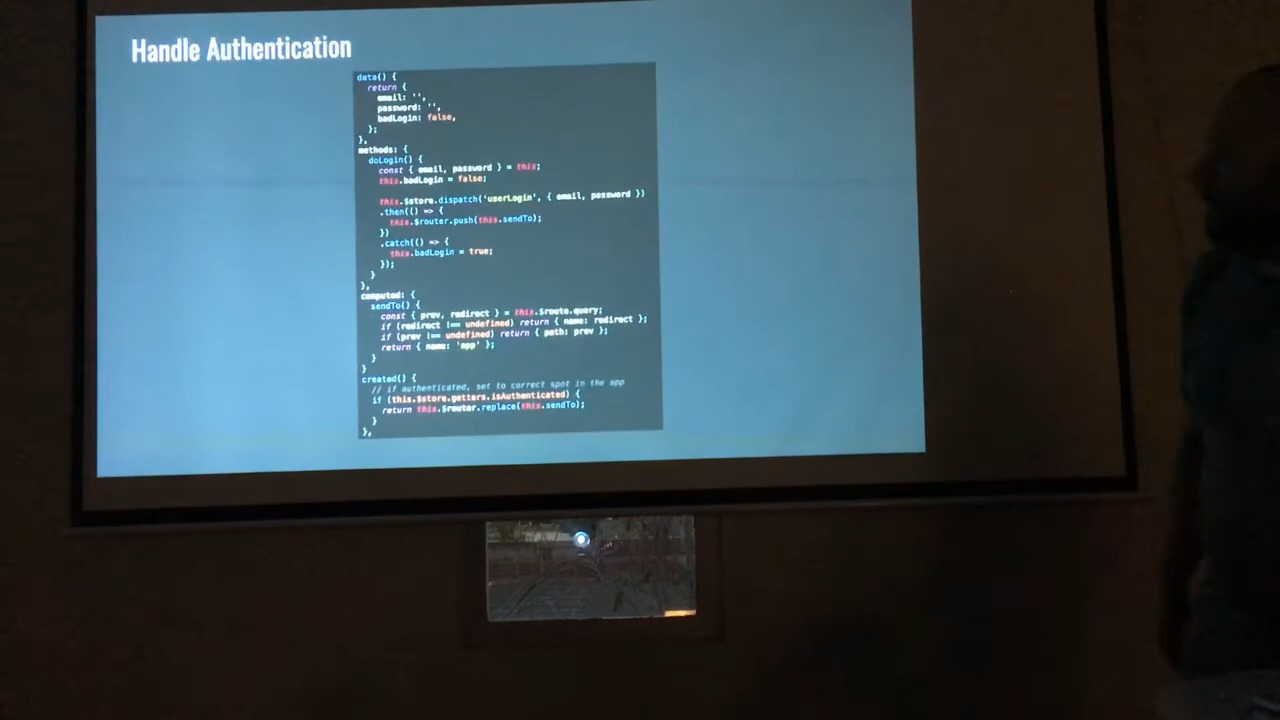 Handle Authentication
data() {
return {
email: '',
password: '',
badLogin: false,
};
},
methods: {
doLogin() {
const { email, password } = this;
this.badLogin = false;
this.$store.dispatch('userLogin', { email, password })
.then(() => {
this.$router.push(this.sendTo);
})
.catch(() => {
this.badLogin = true;
});
}
},
computed: {
sendTo() {
const { prev, redirect } = this.$route.query;
if (redirect !== undefined) return { name: redirect };
if (prev !== undefined) return { path: prev };
return { name: 'app' };
}
}
created() {
// if authenticated, set to correct spot in the app
if (this.$store.getters.isAuthenticated) {
return this.$router.replace(this.sendTo);
}
},